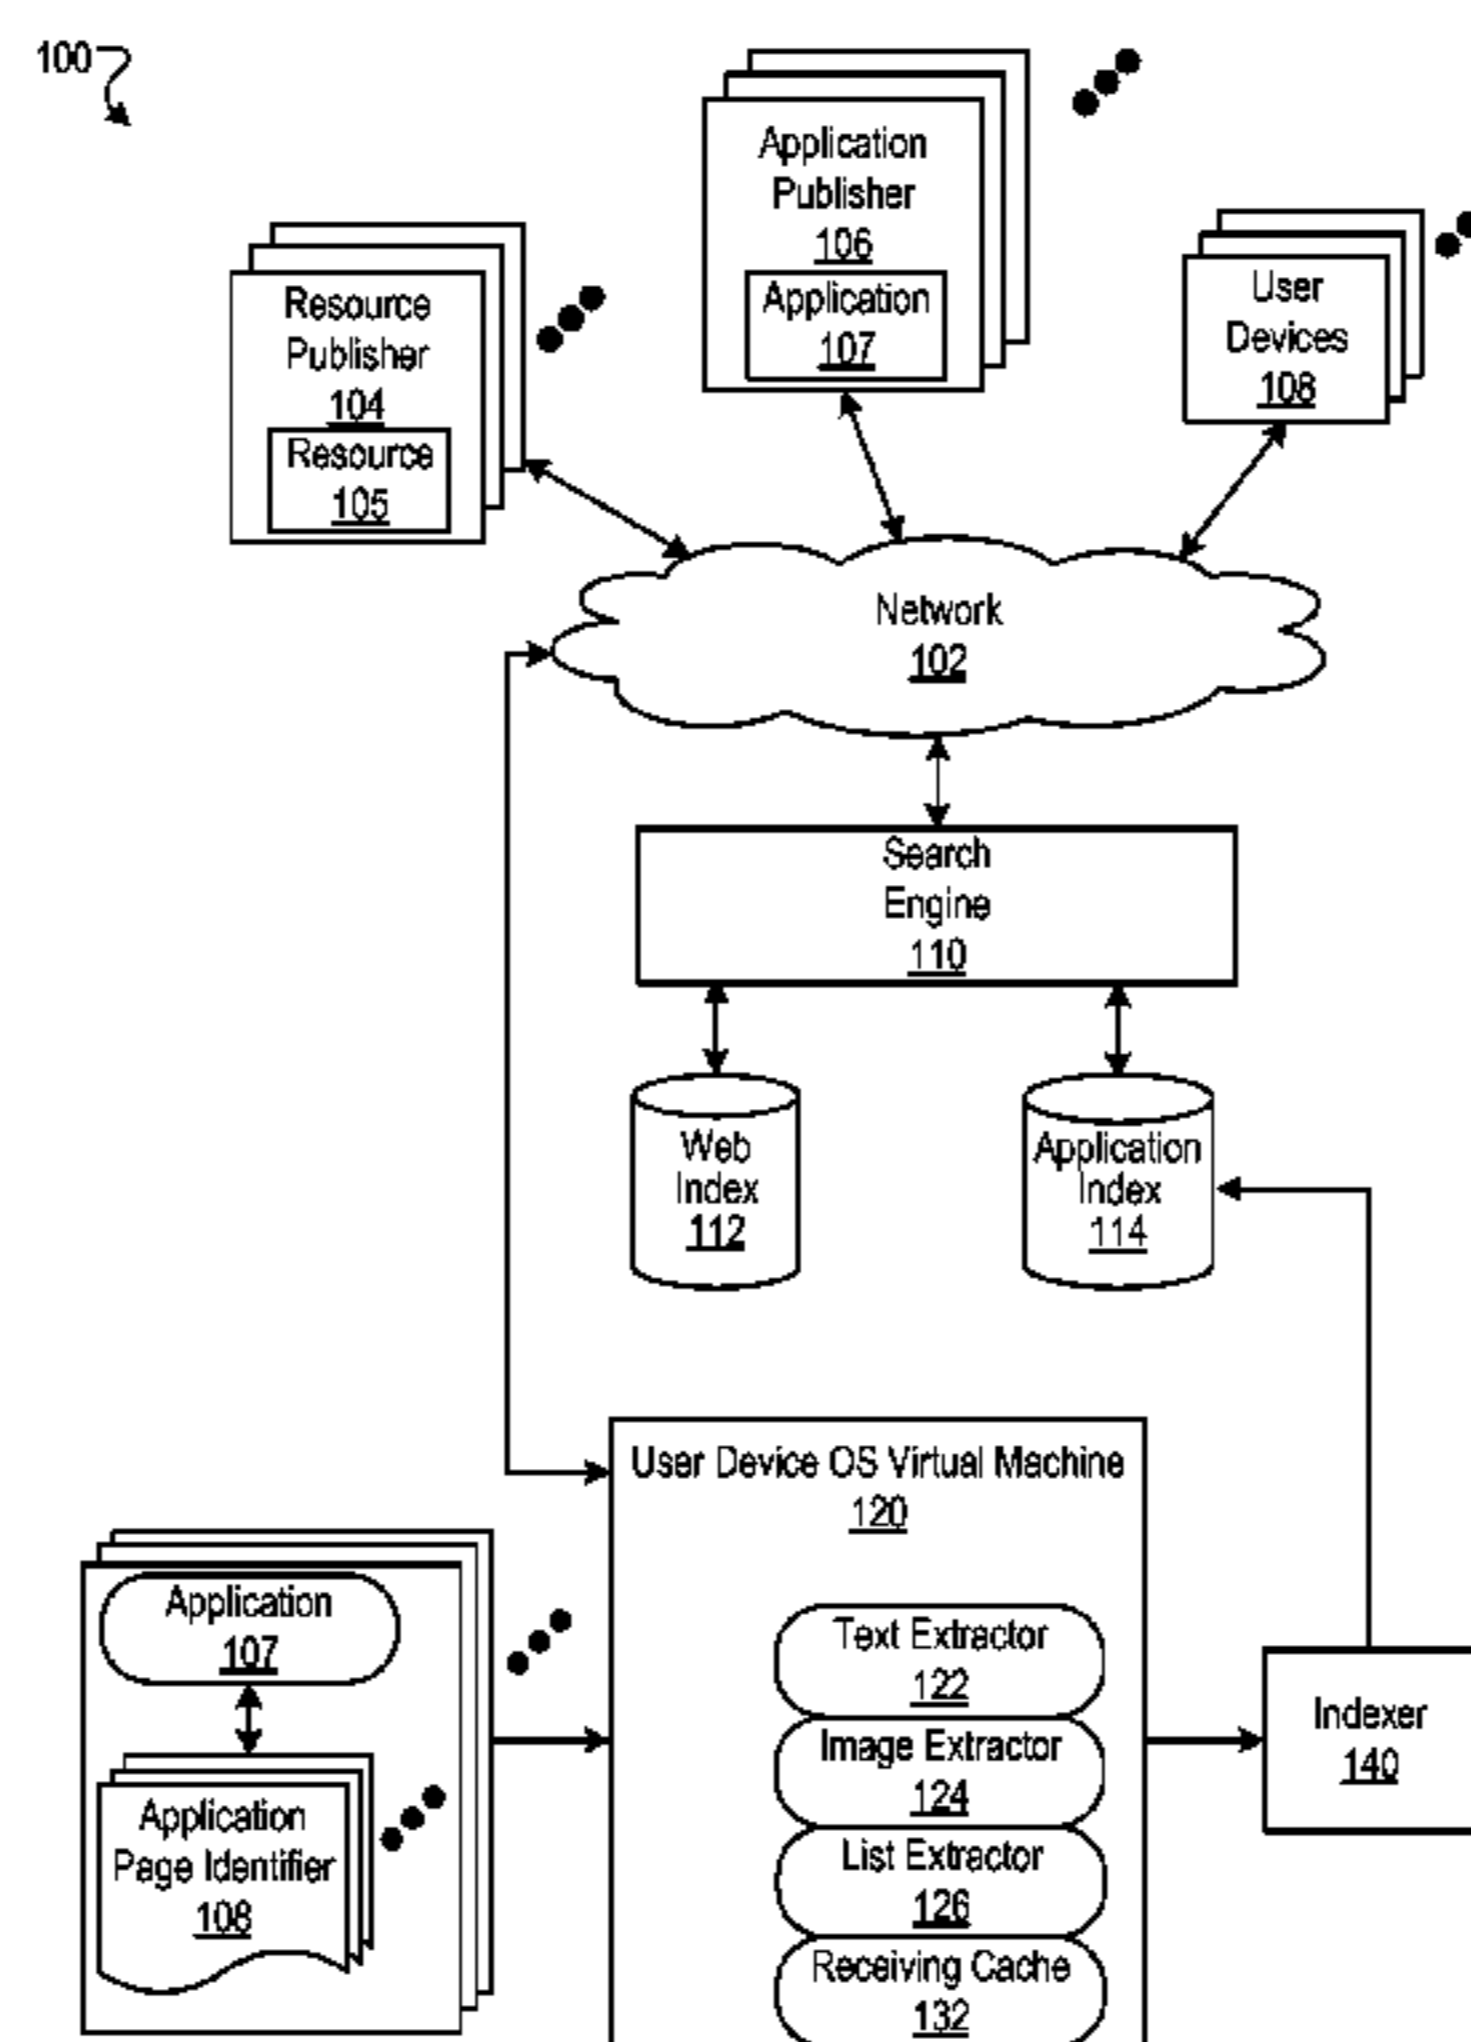 100
Application
Publisher
106
Application
107
Resource
Publisher
104
Resource
105
User
Devices
108
Network
102
Search
Engine
110
Web
Index
112
Application
Index
114
User Device OS Virtual Machine
120
Application
107
Application
Page Identifier
108
Text Extractor
122
Image Extractor
124
List Extractor
126
Receiving Cache
132
Indexer
140